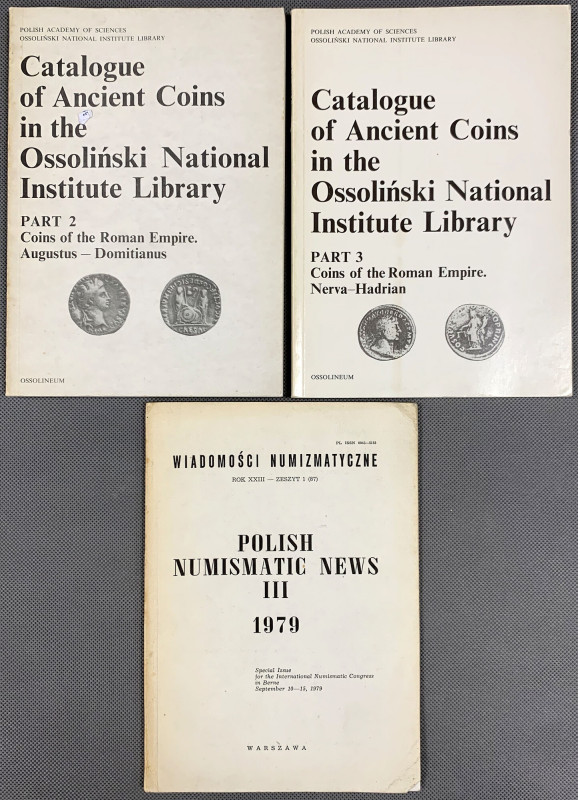 POLISH ACADEMY OF SCIENCES
OSSOLIŃSKI NATIONAL INSTITUTE LIBRARY
Catalogue
of Ancient Coins
in the
Ossoliński National
Institute Library
PART 2
Coins of the Roman Empire.
Augustus — Domitianus
OSSOLINEUM
POLISH ACADEMY OF SCIENCES
OSSOLIŃSKI NATIONAL INSTITUTE LIBRARY
Catalogue
of Ancient Coins
in the
Ossoliński National
Institute Library
PART 3
Coins of the Roman Empire.
Nerva–Hadrian
OSSOLINEUM
PL ISSN
WIADOMOŚCI NUMIZMATYCZNE
ROK XXIII — ZESZYT 1 (87)
POLISH
NUMISMATIC NEWS
III
1979
Special Issue
for the International Numismatic Congress
in Berne
September 10—15, 1979
WARSZAWA